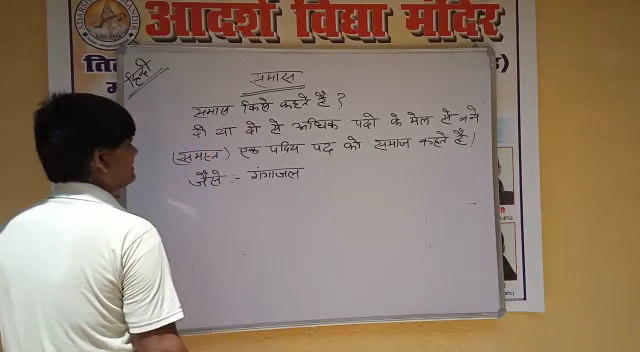 आदर्श विद्या मंदिर
हिन्दी
समास
समास किसे कहते है?
दो या दो से अधिक पदो के मेल से बने
(समस्त) एक पदिय पद को समाज कहते है।
जैसे :- गंगाजल